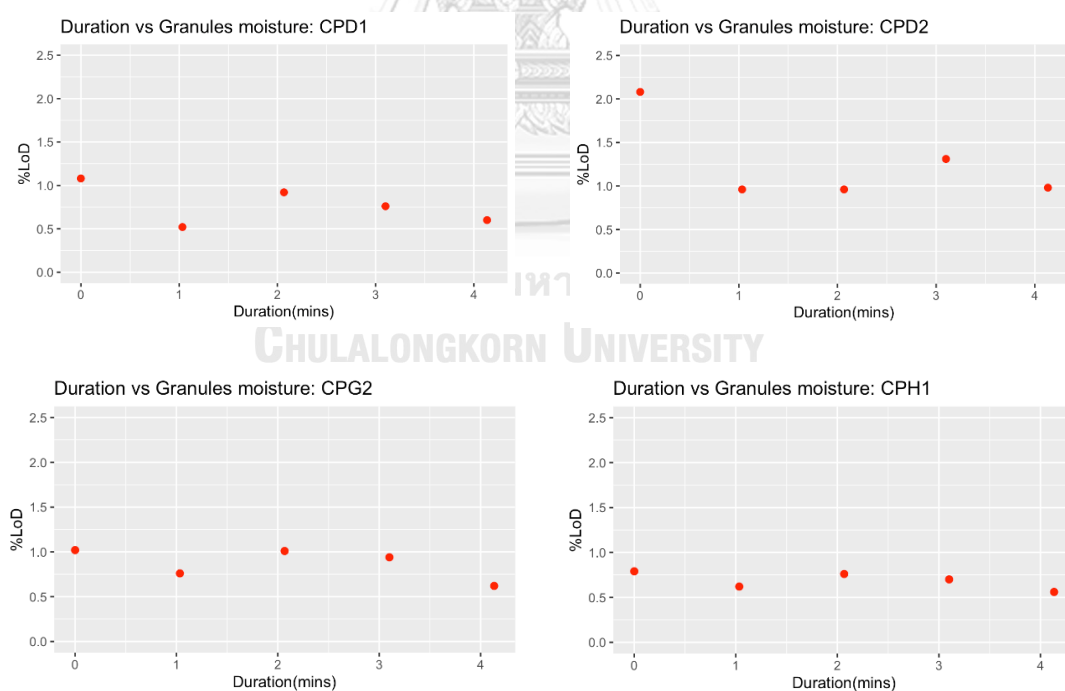 Duration vs Granules moisture: CPD1
2.5
2.0
1.5
1.0
0.5
0.0
%LoD
0 1 2 3 4
Duration(mins)
Duration vs Granules moisture: CPD2
2.5
2.0
1.5
1.0
0.5
0.0
%LoD
0 1 2 3 4
Duration(mins)
CHULALONGKORN UNIVERSITY
Duration vs Granules moisture: CPG2
2.5
2.0
1.5
1.0
0.5
0.0
%LoD
0 1 2 3 4
Duration(mins)
Duration vs Granules moisture: CPH1
2.5
2.0
1.5
1.0
0.5
0.0
%LoD
0 1 2 3 4
Duration(mins)